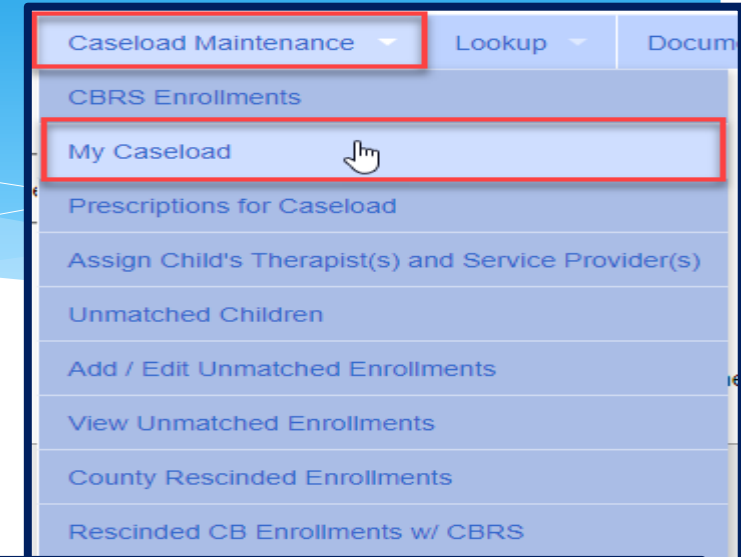 Caseload Maintenance Lookup Docum
CBRS Enrollments
My Caseload
Prescriptions for Caseload
Assign Child's Therapist(s) and Service Provider(s)
Unmatched Children
Add / Edit Unmatched Enrollments
View Unmatched Enrollments
County Rescinded Enrollments
Rescinded CB Enrollments w/ CBRS